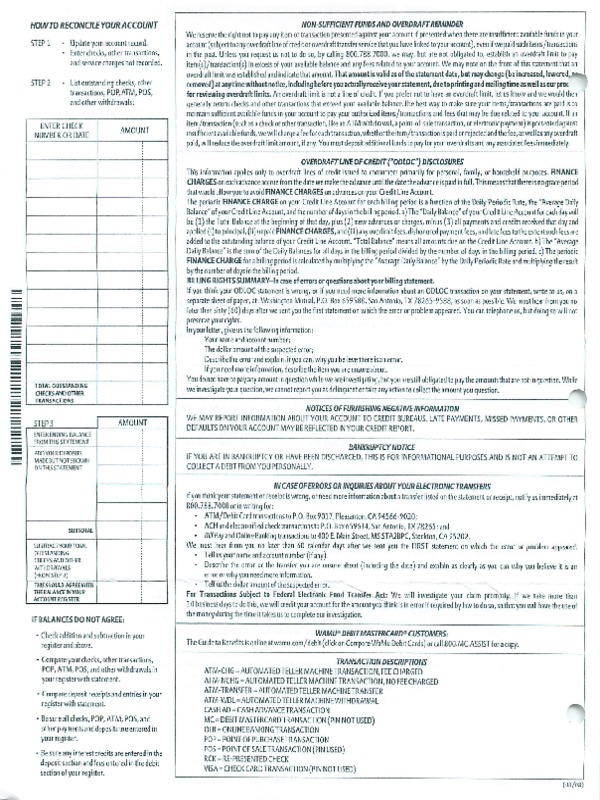 HOW TO RECONCILE YOUR ACCOUNT
STEP 1 - Update your account record.
- Enter checks, other transactions,
and service charges not recorded.
STEP 2 - List outstanding checks, other
transactions, POP, ATM, POS,
and other withdrawals:
ENTER CHECK
NUMBER OR DATE
AMOUNT
TOTAL OUTSTANDING
CHECKS AND OTHER
TRANSACTIONS
STEP 3
AMOUNT
ENTER ENDING BALANCE
FROM THIS STATEMENT
ADD YOUR DEPOSITS
MADE BUT NOT SHOWN
ON THIS STATEMENT
SUBTOTAL
SUBTRACT YOUR TOTAL
OUTSTANDING
CHECKS AND OTHER
WITHDRAWALS
(FROM STEP 2)
THIS SHOULD AGREE WITH
THE BALANCE IN YOUR
ACCOUNT REGISTER
IF BALANCES DO NOT AGREE:
• Check addition and subtraction in your
register and above.
• Compare your checks, other transactions,
POP, ATM, POS, and other withdrawals in
your register with statement.
• Compare deposit receipts and entries in your
register with statement.
• Be sure all checks, POP, ATM, POS, and
other payments and deposits are entered in
your register.
• Be sure any interest credits are entered in the
deposit section and fees entered in the debit
section of your register.
NON-SUFFICIENT FUNDS AND OVERDRAFT REMINDER
We reserve the right not to pay any item or transaction presented against your account if presented when there are insufficient available funds in your
account (subject to any overdraft line of credit or overdraft transfer service that you have linked to your account), even if we paid such items/transactions
in the past. Unless you request us not to do so, by calling 800.788.7000, we may, but are not obligated to, establish an overdraft limit to pay
item(s)/transaction(s) in excess of your available balance and any fees related to your account. We may note on the front of this statement that an
overdraft limit was established and indicate that amount. That amount is valid as of the statement date, but may change (be increased, lowered,
removed) at any time without notice, including before you actually receive your statement, due to printing and mailing time as well as our
for reviewing overdraft limits. An overdraft limit is not a line of credit. If you prefer not to have an overdraft limit, let us know and we would then
generally return checks and other transactions that exceed your available balance. The best way to make sure your items/transactions are paid is to
maintain sufficient available funds in your account to pay your authorized items/transactions and fees that may be due related to your account. If an
item/transaction (such as a check or other transaction, like an ATM withdrawal, a point-of-sale transaction, or electronic payment) is presented against
insufficient available funds, we will charge a fee for each transaction, whether the item/transaction is paid or rejected and the fee, as well as any overdraft
paid, will reduce the overdraft limit amount, if any. You must deposit additional funds to pay for your overdrafts and any associated fees immediately.
OVERDRAFT LINE OF CREDIT ("ODLOC") DISCLOSURES
This information applies only to overdraft lines of credit issued to consumers primarily for personal, family, or household purposes. FINANCE
CHARGES on each advance accrue from the date we make the advance until the date the advance is paid in full. This means that there is no grace period
that would allow you to avoid FINANCE CHARGES on advances.
The periodic FINANCE CHARGE on your Credit Line Account for each billing period is a function of the Daily Periodic Rate, the "Average Daily
Balance" of your Credit Line Account, and the number of days in the billing period. a) The "Daily Balance" of your Credit Line Account for each day will
be (1) the Total Balance at the beginning of that day, plus (2) new advances or charges, minus (3) all payments and credits received that day and
applied (i) to principal, (ii) unpaid FINANCE CHARGES, and (iii) any overlimit fees, dishonored payment fees, and late fees to the extent such fees we
added to the outstanding balance of your Credit Line Account. "Total Balance" means all amounts due on the Credit Line Account. b) The "Average
Daily Balance" is the sum of the Daily Balances for all days in the billing period divided by the number of days in the billing period. c) The periodic
FINANCE CHARGE for a billing period is calculated by multiplying the "Average Daily Balance" by the Daily Periodic Rate and multiplying the result
by the number of days in the billing period.
BILLING RIGHTS SUMMARY--In case of errors or questions about your billing statement.
If you think your ODLOC statement is wrong, or if you need more information about an ODLOC transaction on your statement, write to us, on a
separate sheet of paper, at: Washington Mutual, P.O. Box 659588, San Antonio, TX 78265-9588, as soon as possible. We must hear from you no
later than sixty (60) days after we sent you the first statement on which the error or problem appeared. You can telephone us, but doing so will not
preserve your rights.
In your letter, give us the following information:
Your name and account number;
The dollar amount of the suspected error;
Describe the error and explain, if you can, why you believe there is an error.
If you need more information, describe the item you are unsure about.
You do not have to pay any amount in question while we are investigating, but you are still obligated to pay the amounts that are not in question. While
we investigate your question, we cannot report you as delinquent or take any action to collect the amount you question.
NOTICES OF FURNISHING NEGATIVE INFORMATION
WE MAY REPORT INFORMATION ABOUT YOUR ACCOUNT TO CREDIT BUREAUS. LATE PAYMENTS, MISSED PAYMENTS, OR OTHER
DEFAULTS ON YOUR ACCOUNT MAY BE REFLECTED IN YOUR CREDIT REPORT.
BANKRUPTCY NOTICE
IF YOU ARE IN BANKRUPTCY OR HAVE BEEN DISCHARGED, THIS IS FOR INFORMATIONAL PURPOSES AND IS NOT AN ATTEMPT TO
COLLECT A DEBT FROM YOU PERSONALLY.
IN CASE OF ERRORS OR INQUIRIES ABOUT YOUR ELECTRONIC TRANSFERS
If you think your statement or receipt is wrong, or need more information about a transfer listed on the statement or receipt, notify us immediately at
800.788.7000 or in writing for:
• ATM/Debit Card transactions to P.O. Box 9017, Pleasanton, CA 94566-9020;
• ACH and electronified check transactions to P.O. Box San Antonio, TX 78265; and
• Bill Pay and Online Banking transactions to 400 E. Main Street, MS STA2BPC, Stockton, CA 95202.
We must hear from you no later than 60 calendar days after we sent you the FIRST statement on which the error or problem appeared.
• Tell us your name and account number (if any).
• Describe the error or the transfer you are unsure about (including the date) and explain as clearly as you can why you believe it is an
error or why you need more information.
• Tell us the dollar amount of the suspected error.
For Transactions Subject to Federal Electronic Fund Transfer Act: We will investigate your claim promptly. If we take more than
10 business days to do this, we will credit your account for the amount you think is in error if required by law to do so, so that you will have the use of
the money during the time it takes us to complete our investigation.
WAMU® DEBIT MASTERCARD® CUSTOMERS:
The Guide to Benefits is online at wamu.com/debit (click on Compare WaMu Debit Cards) or call 800.MC.ASSIST for a copy.
TRANSACTION DESCRIPTIONS
ATM-CHG – AUTOMATED TELLER MACHINE TRANSACTION, FEE CHARGED
ATM-NCHG – AUTOMATED TELLER MACHINE TRANSACTION, NO FEE CHARGED
ATM-TRANSFER – AUTOMATED TELLER MACHINE TRANSFER
ATM-WDL – AUTOMATED TELLER MACHINE WITHDRAWAL
CASH AD – CASH ADVANCE TRANSACTION
MC – DEBIT MASTERCARD TRANSACTION (PIN NOT USED)
OLB – ONLINE BANKING TRANSACTION
POP – POINT OF PURCHASE TRANSACTION
POS – POINT OF SALE TRANSACTION (PIN USED)
RCK – RE-PRESENTED CHECK
VISA – CHECK CARD TRANSACTION (PIN NOT USED)